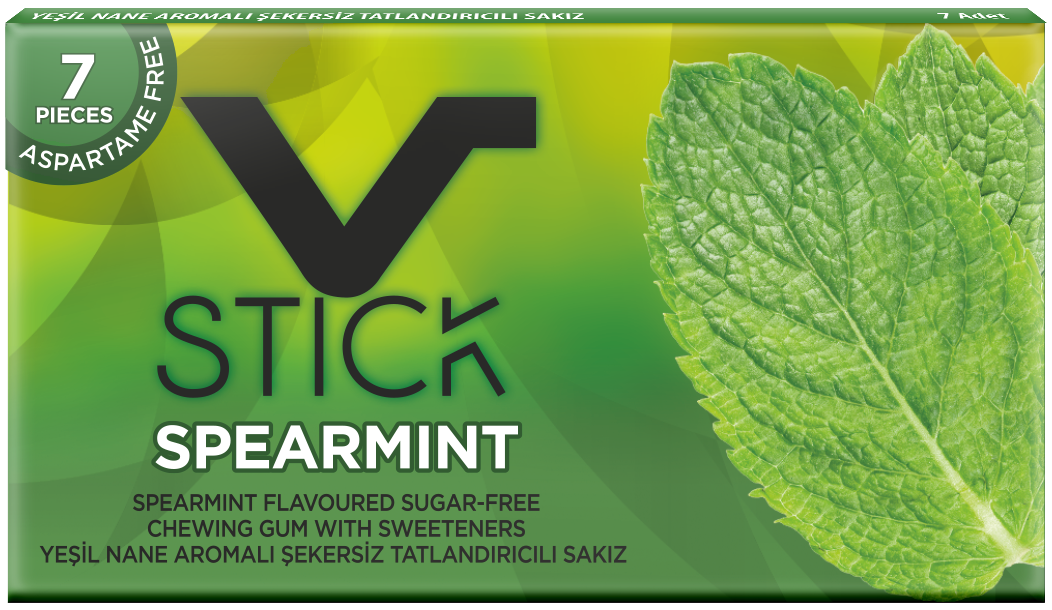 YEŞİL NANE AROMALI ŞEKERSİZ TATLANDIRICILI SAKIZ 7 Adet
7
PIECES
ASPARTAME FREE
V
STICK
SPEARMINT
SPEARMINT FLAVOURED SUGAR-FREE
CHEWING GUM WITH SWEETENERS
YEŞİL NANE AROMALI ŞEKERSİZ TATLANDIRICILI SAKIZ